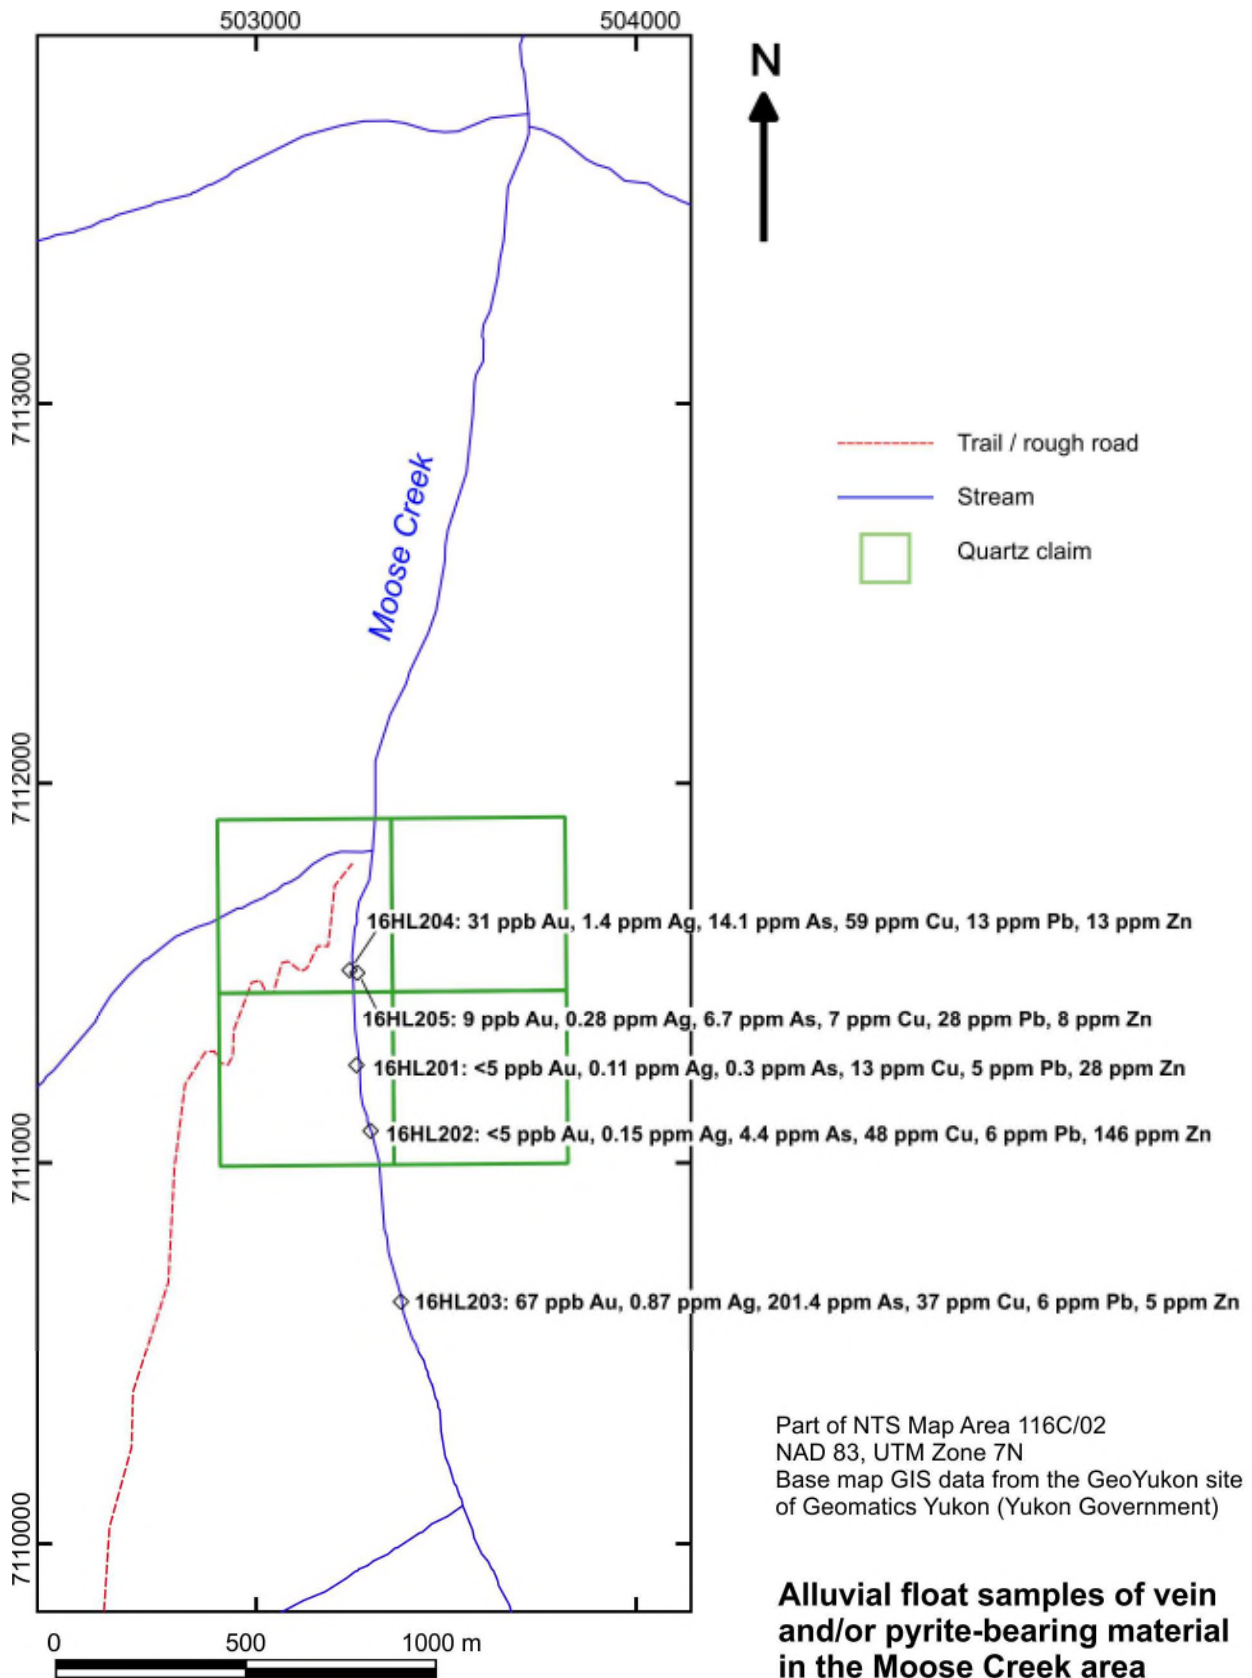 503000
504000
N
7113000
Trail / rough road
Stream
Quartz claim
Moose Creek
7112000
16HL204: 31 ppb Au, 1.4 ppm Ag, 14.1 ppm As, 59 ppm Cu, 13 ppm Pb, 13 ppm Zn
16HL205: 9 ppb Au, 0.28 ppm Ag, 6.7 ppm As, 7 ppm Cu, 28 ppm Pb, 8 ppm Zn
16HL201: <5 ppb Au, 0.11 ppm Ag, 0.3 ppm As, 13 ppm Cu, 5 ppm Pb, 28 ppm Zn
16HL202: <5 ppb Au, 0.15 ppm Ag, 4.4 ppm As, 48 ppm Cu, 6 ppm Pb, 146 ppm Zn
7111000
16HL203: 67 ppb Au, 0.87 ppm Ag, 201.4 ppm As, 37 ppm Cu, 6 ppm Pb, 5 ppm Zn
Part of NTS Map Area 116C/02
NAD 83, UTM Zone 7N
Base map GIS data from the GeoYukon site
of Geomatics Yukon (Yukon Government)
7110000
Alluvial float samples of vein
and/or pyrite-bearing material
in the Moose Creek area
0 500 1000 m